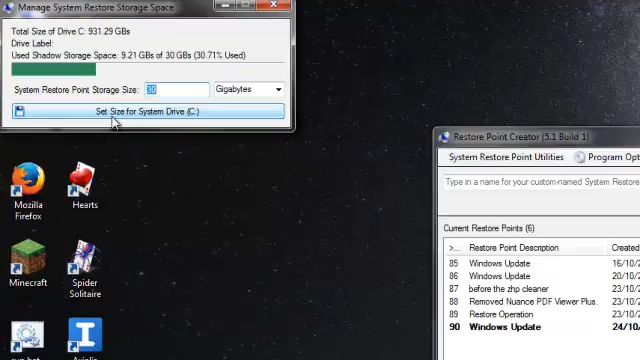 Manage System Restore Storage Space
Total Size of Drive C: 931.29 GBs
Drive Label:
Used Shadow Storage Space: 9.21 GBs of 30 GBs (30.71% Used)
System Restore Point Storage Size: 30 Gigabytes
Set Size for System Drive (C:)
Mozilla
Firefox
Hearts
Minecraft
Spider
Solitaire
Restore Point Creator (5.1 Build 1)
System Restore Point Utilities Program Opt
Type in a name for your custom-named System Restore
Current Restore Points (6)
>... Restore Point Description Created
85 Windows Update 16/10/2
86 Windows Update 20/10/2
87 before the zhp cleaner 23/10/2
88 Removed Nuance PDF Viewer Plus. 23/10/2
89 Restore Operation 23/10/2
90 Windows Update 24/10/